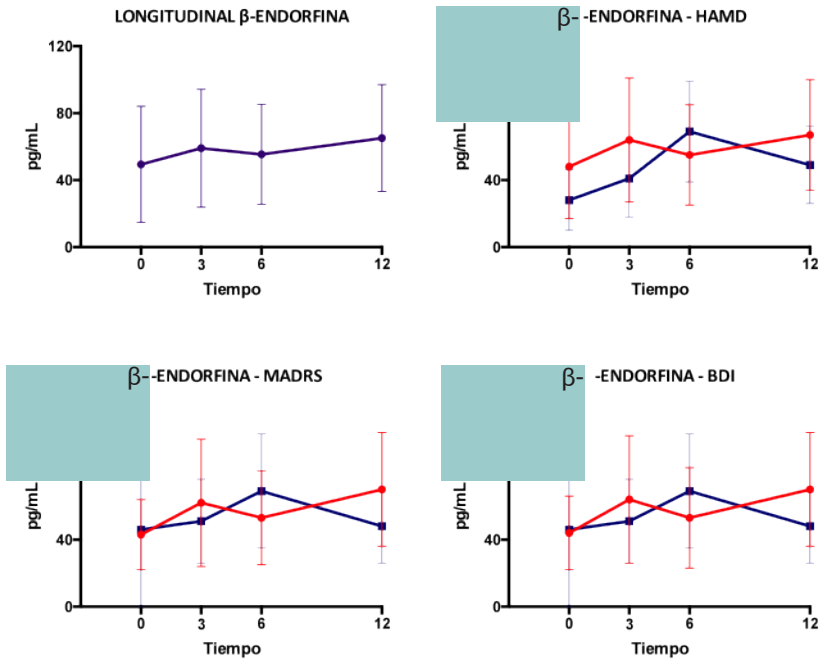 LONGITUDINAL β-ENDORFINA
120
80
40
0
pg/mL
0 3 6 12
Tiempo
β- -ENDORFINA - HAMD
40
0
pg/mL
0 3 6 12
Tiempo
β--ENDORFINA - MADRS
40
0
pg/mL
0 3 6 12
Tiempo
β- -ENDORFINA - BDI
40
0
pg/mL
0 3 6 12
Tiempo